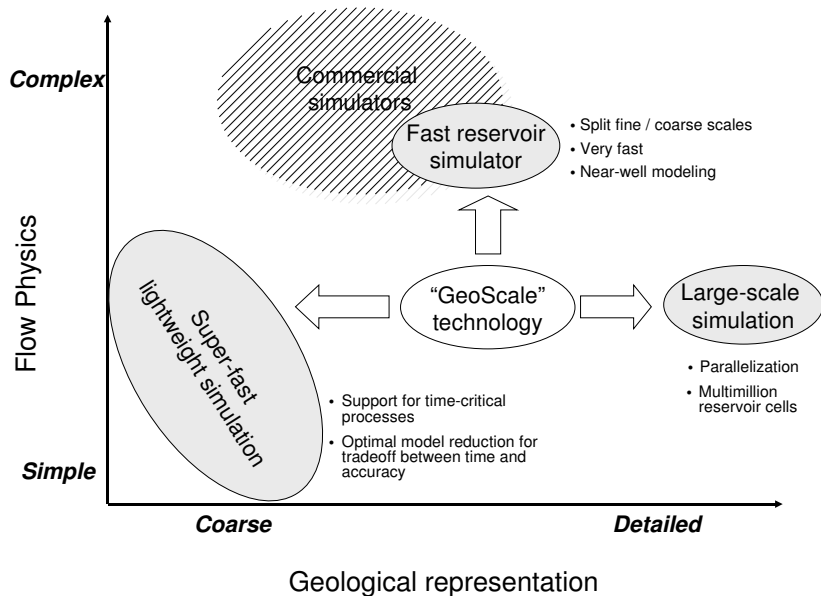 Complex
Commercial
simulators
Fast reservoir
simulator
• Split fine / coarse scales
• Very fast
• Near-well modeling
Flow Physics
Super-fast
lightweight simulation
“GeoScale”
technology
Large-scale
simulation
• Parallelization
• Multimillion
reservoir cells
• Support for time-critical
processes
• Optimal model reduction for
tradeoff between time and
accuracy
Simple
Coarse
Detailed
Geological representation